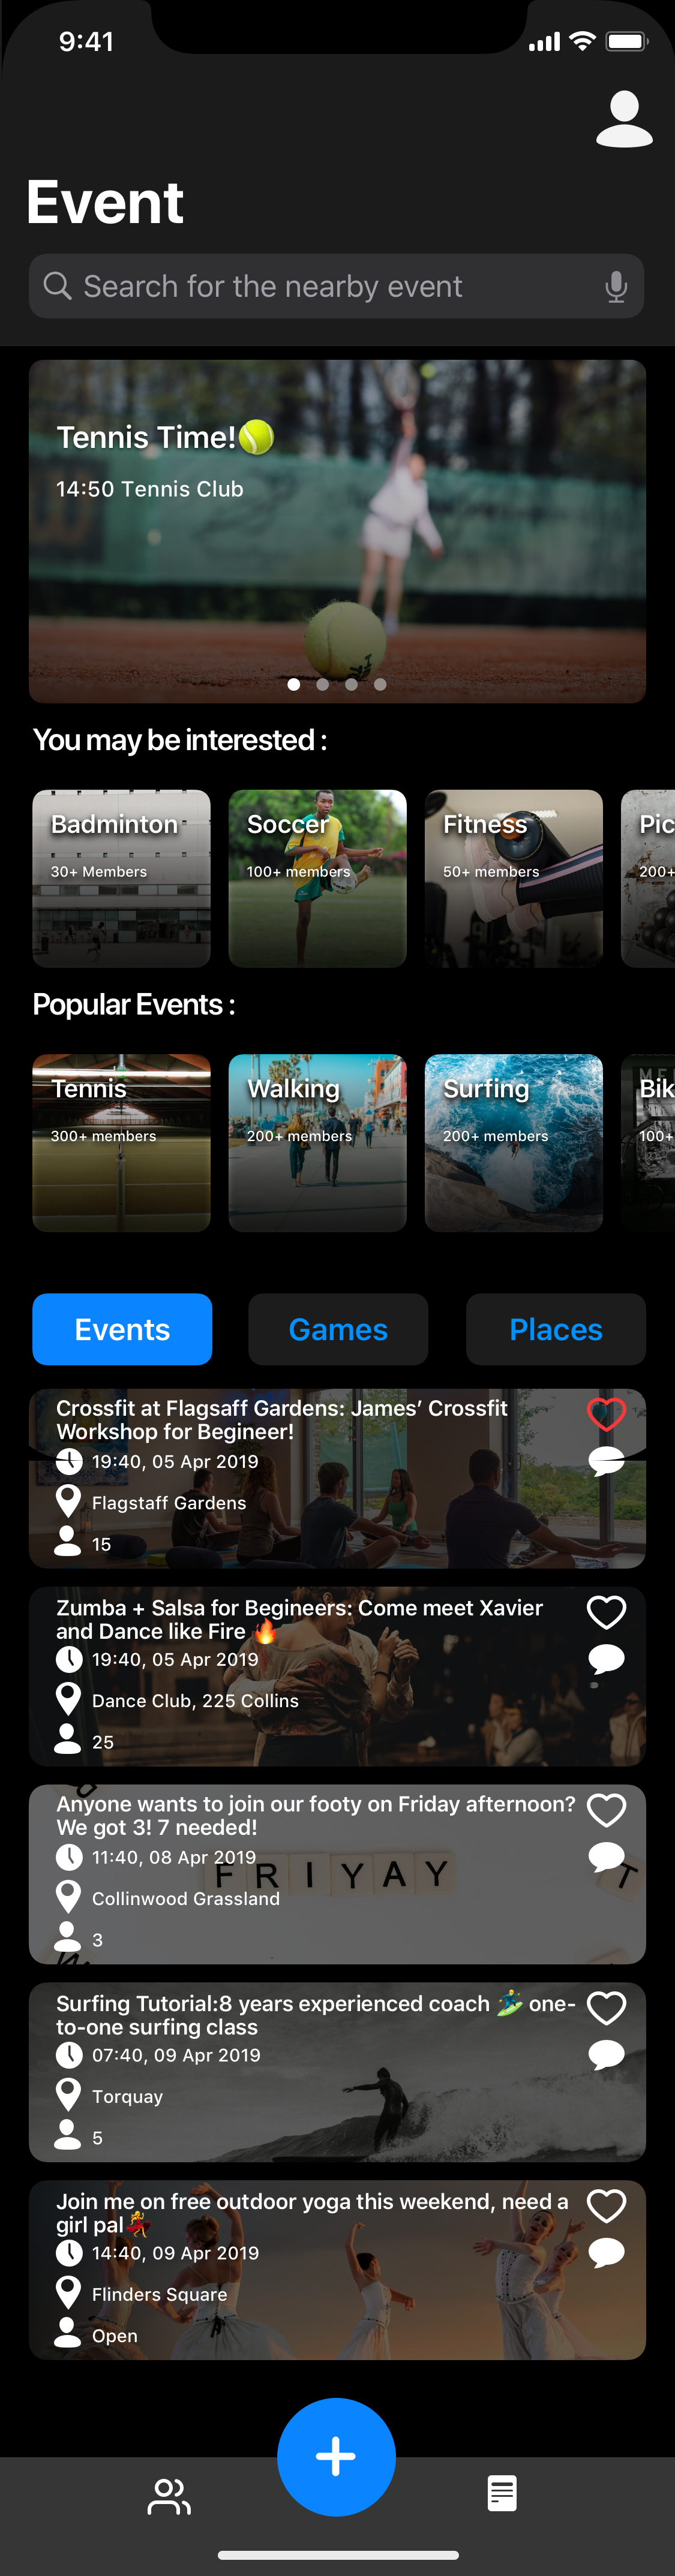 9:41
Event
Search for the nearby event
Tennis Time!🎾
14:50 Tennis Club
You may be interested :
Badminton
30+ Members
Soccer
100+ members
Fitness
50+ members
Pic
200+
Popular Events :
Tennis
300+ members
Walking
200+ members
Surfing
200+ members
Bik
100+
Events
Games
Places
Crossfit at Flagsaff Gardens: James’ Crossfit
Workshop for Begineer!
19:40, 05 Apr 2019
Flagstaff Gardens
15
Zumba + Salsa for Begineers: Come meet Xavier
and Dance like Fire 🔥
19:40, 05 Apr 2019
Dance Club, 225 Collins
25
Anyone wants to join our footy on Friday afternoon?
We got 3! 7 needed!
11:40, 08 Apr 2019
FRIYAY
T
Collinwood Grassland
3
Surfing Tutorial:8 years experienced coach 🏄‍♂️ one-
to-one surfing class
07:40, 09 Apr 2019
Torquay
5
Join me on free outdoor yoga this weekend, need a
girl pal💃
14:40, 09 Apr 2019
Flinders Square
Open